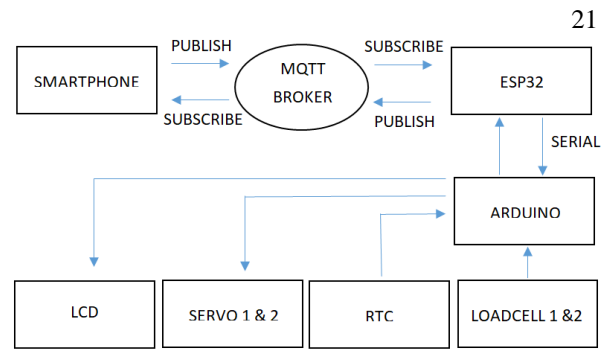 21
PUBLISH
SUBSCRIBE
SMARTPHONE
MQTT
BROKER
ESP32
SUBSCRIBE
PUBLISH
SERIAL
ARDUINO
LCD
SERVO 1 & 2
RTC
LOADCELL 1 &2